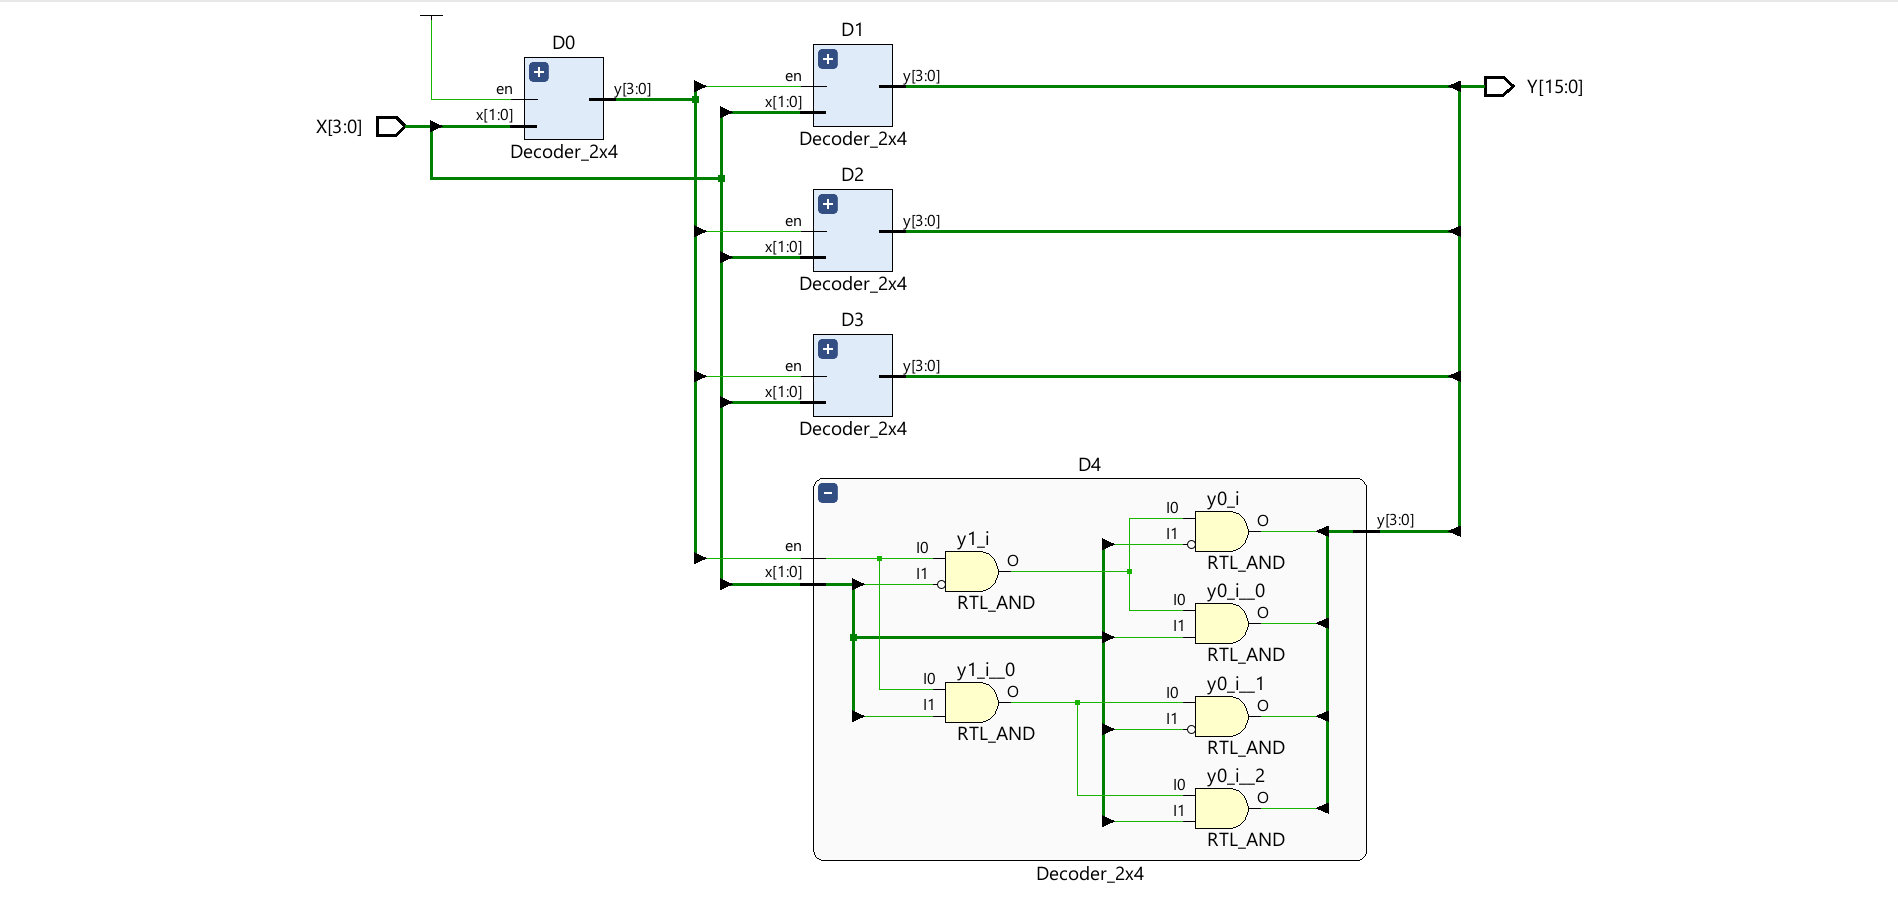 D0
en
x[1:0]
y[3:0]
Decoder_2x4
X[3:0]
D1
en
x[1:0]
y[3:0]
Decoder_2x4
Y[15:0]
D2
en
x[1:0]
y[3:0]
Decoder_2x4
D3
en
x[1:0]
y[3:0]
Decoder_2x4
D4
en
x[1:0]
I0
I1
y1_i
O
RTL_AND
I0
I1
y1_i__0
O
RTL_AND
I0
I1
y0_i
O
RTL_AND
I0
I1
y0_i__0
O
RTL_AND
I0
I1
y0_i__1
O
RTL_AND
I0
I1
y0_i__2
O
RTL_AND
y[3:0]
Decoder_2x4